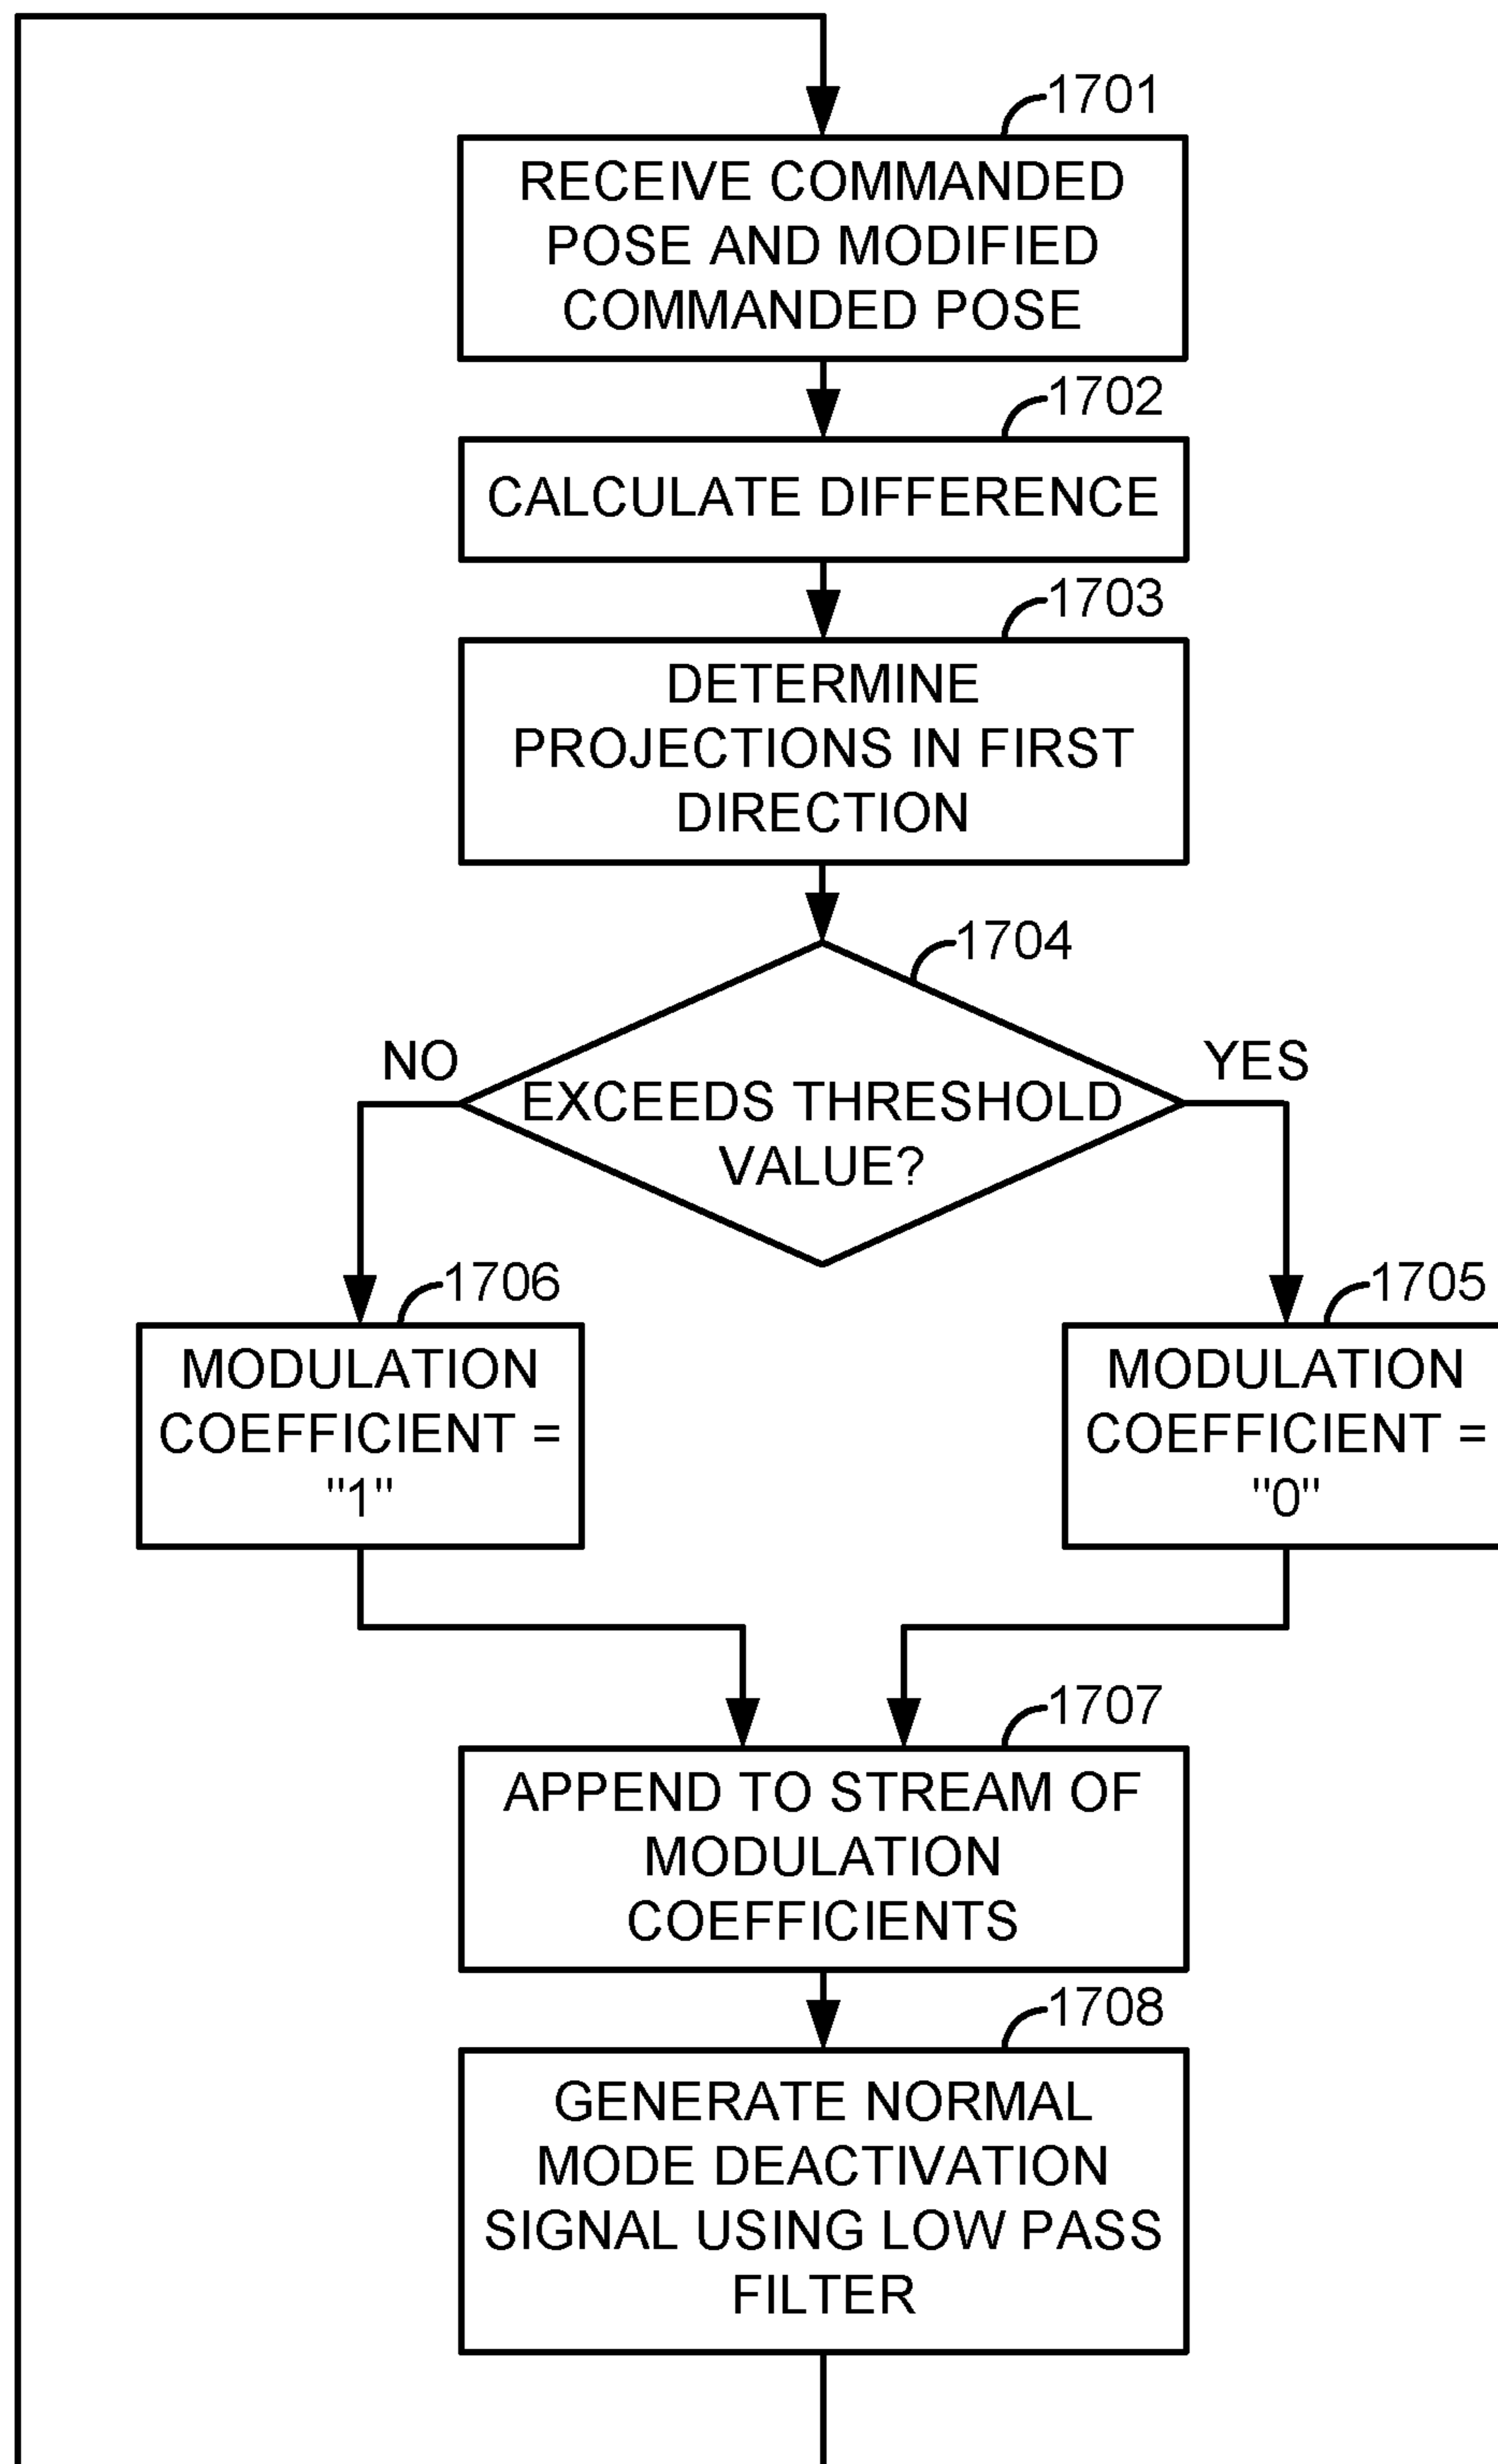 1701
RECEIVE COMMANDED
POSE AND MODIFIED
COMMANDED POSE
1702
CALCULATE DIFFERENCE
1703
DETERMINE
PROJECTIONS IN FIRST
DIRECTION
1704
NO
YES
EXCEEDS THRESHOLD
VALUE?
1706
MODULATION
COEFFICIENT =
"1"
1705
MODULATION
COEFFICIENT =
"0"
1707
APPEND TO STREAM OF
MODULATION
COEFFICIENTS
1708
GENERATE NORMAL
MODE DEACTIVATION
SIGNAL USING LOW PASS
FILTER